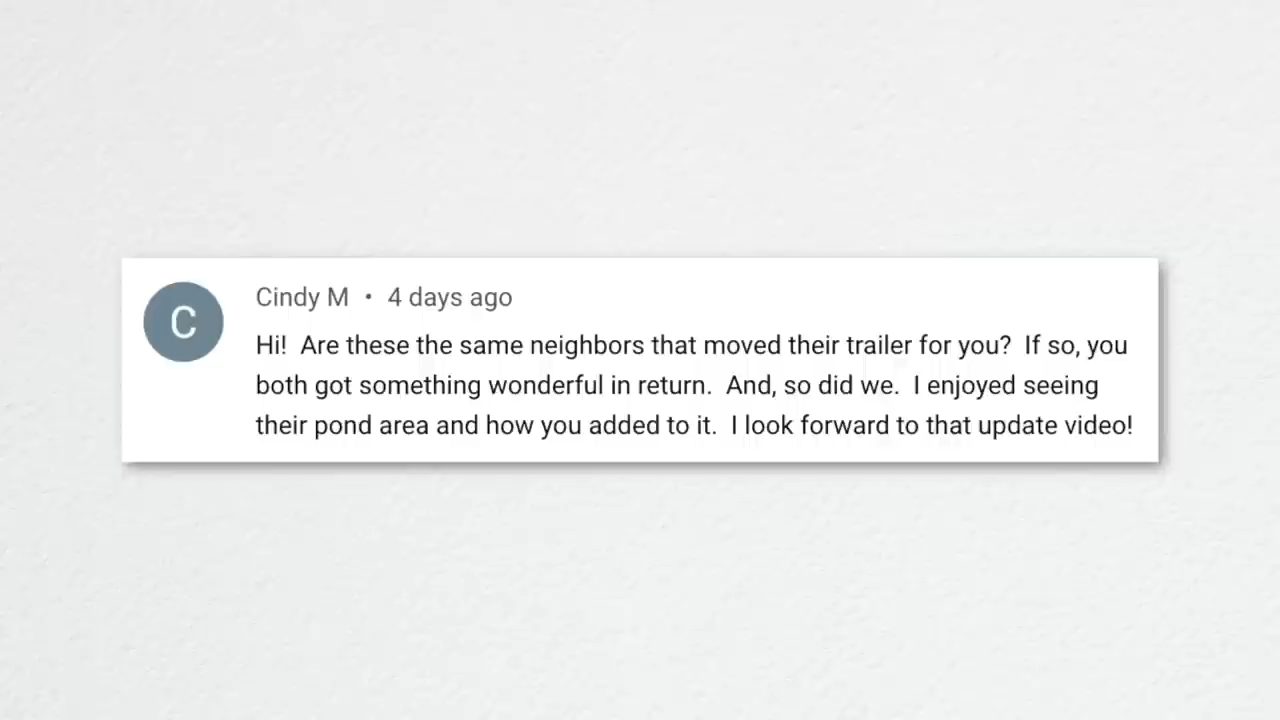 C
Cindy M • 4 days ago
Hi!  Are these the same neighbors that moved their trailer for you?  If so, you
both got something wonderful in return.  And, so did we.  I enjoyed seeing
their pond area and how you added to it.  I look forward to that update video!